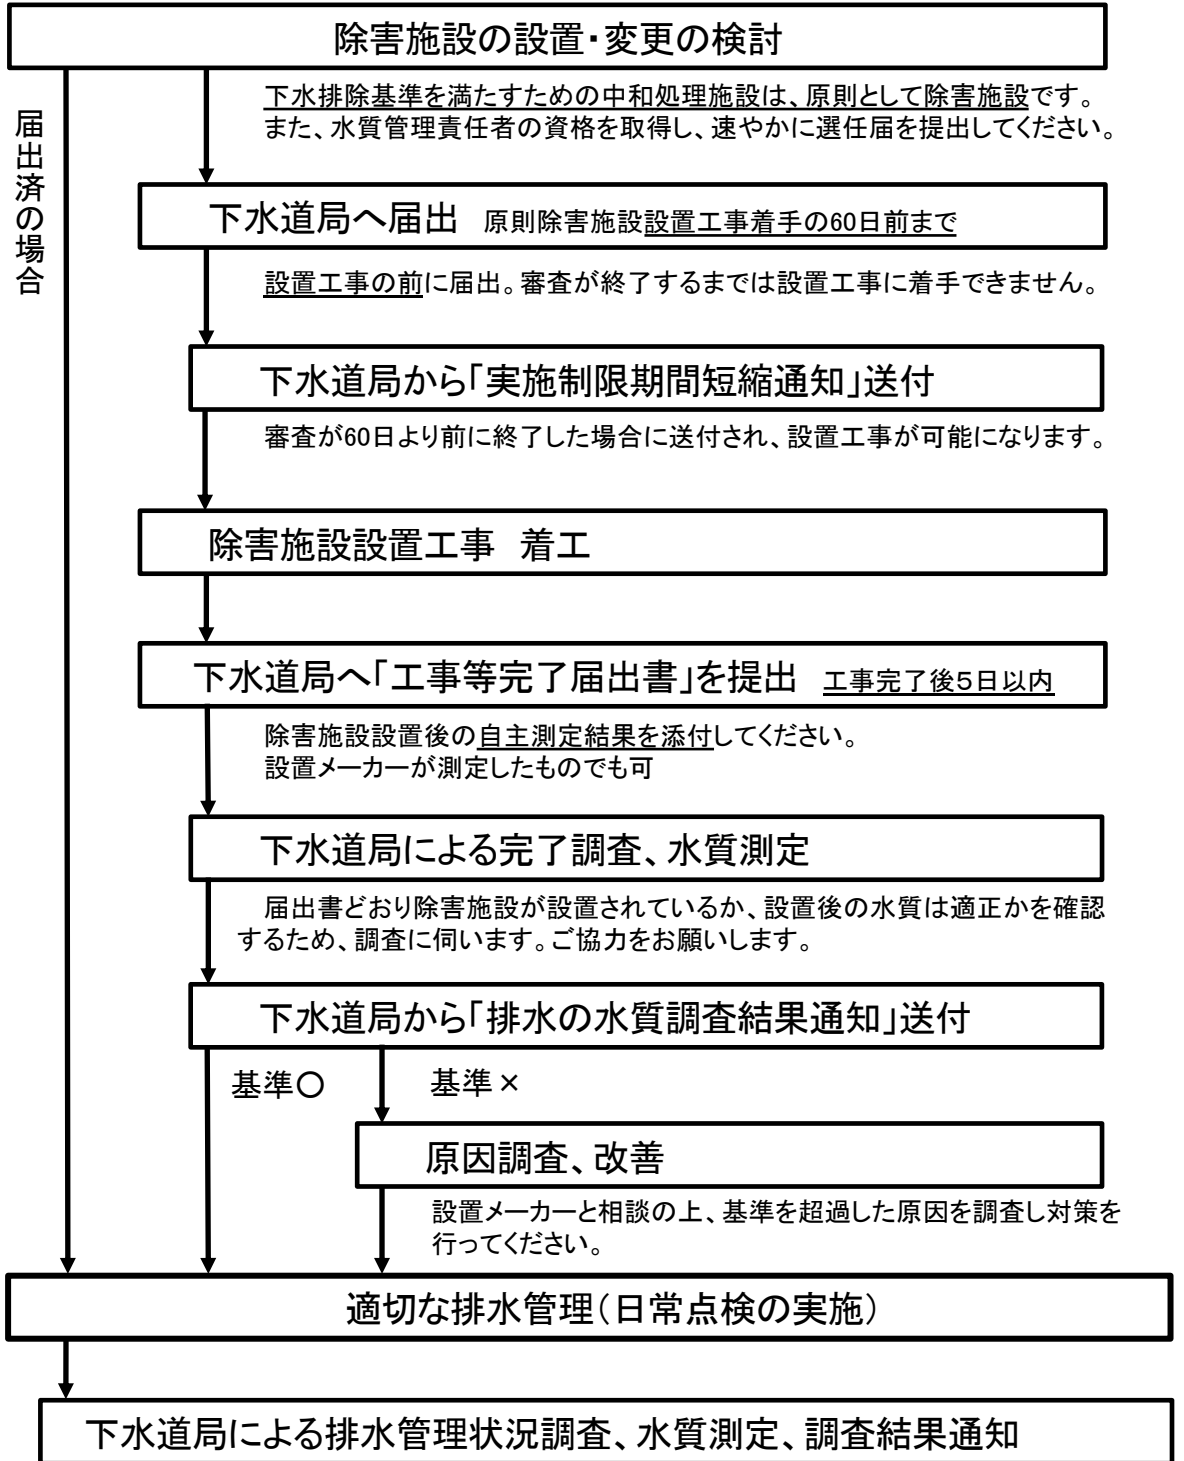 除害施設の設置・変更の検討
下水排除基準を満たすための中和処理施設は、原則として除害施設です。
また、水質管理責任者の資格を取得し、速やかに選任届を提出してください。
届出済の場合
下水道局へ届出　原則除害施設設置工事着手の60日前まで
設置工事の前に届出。審査が終了するまでは設置工事に着手できません。
下水道局から「実施制限期間短縮通知」送付
審査が60日より前に終了した場合に送付され、設置工事が可能になります。
除害施設設置工事　着工
下水道局へ「工事等完了届出書」を提出　工事完了後５日以内
除害施設設置後の自主測定結果を添付してください。
設置メーカーが測定したものでも可
下水道局による完了調査、水質測定
届出書どおり除害施設が設置されているか、設置後の水質は適正かを確認
するため、調査に伺います。ご協力をお願いします。
下水道局から「排水の水質調査結果通知」送付
基準〇
基準×
原因調査、改善
設置メーカーと相談の上、基準を超過した原因を調査し対策を
行ってください。
適切な排水管理（日常点検の実施）
下水道局による排水管理状況調査、水質測定、調査結果通知